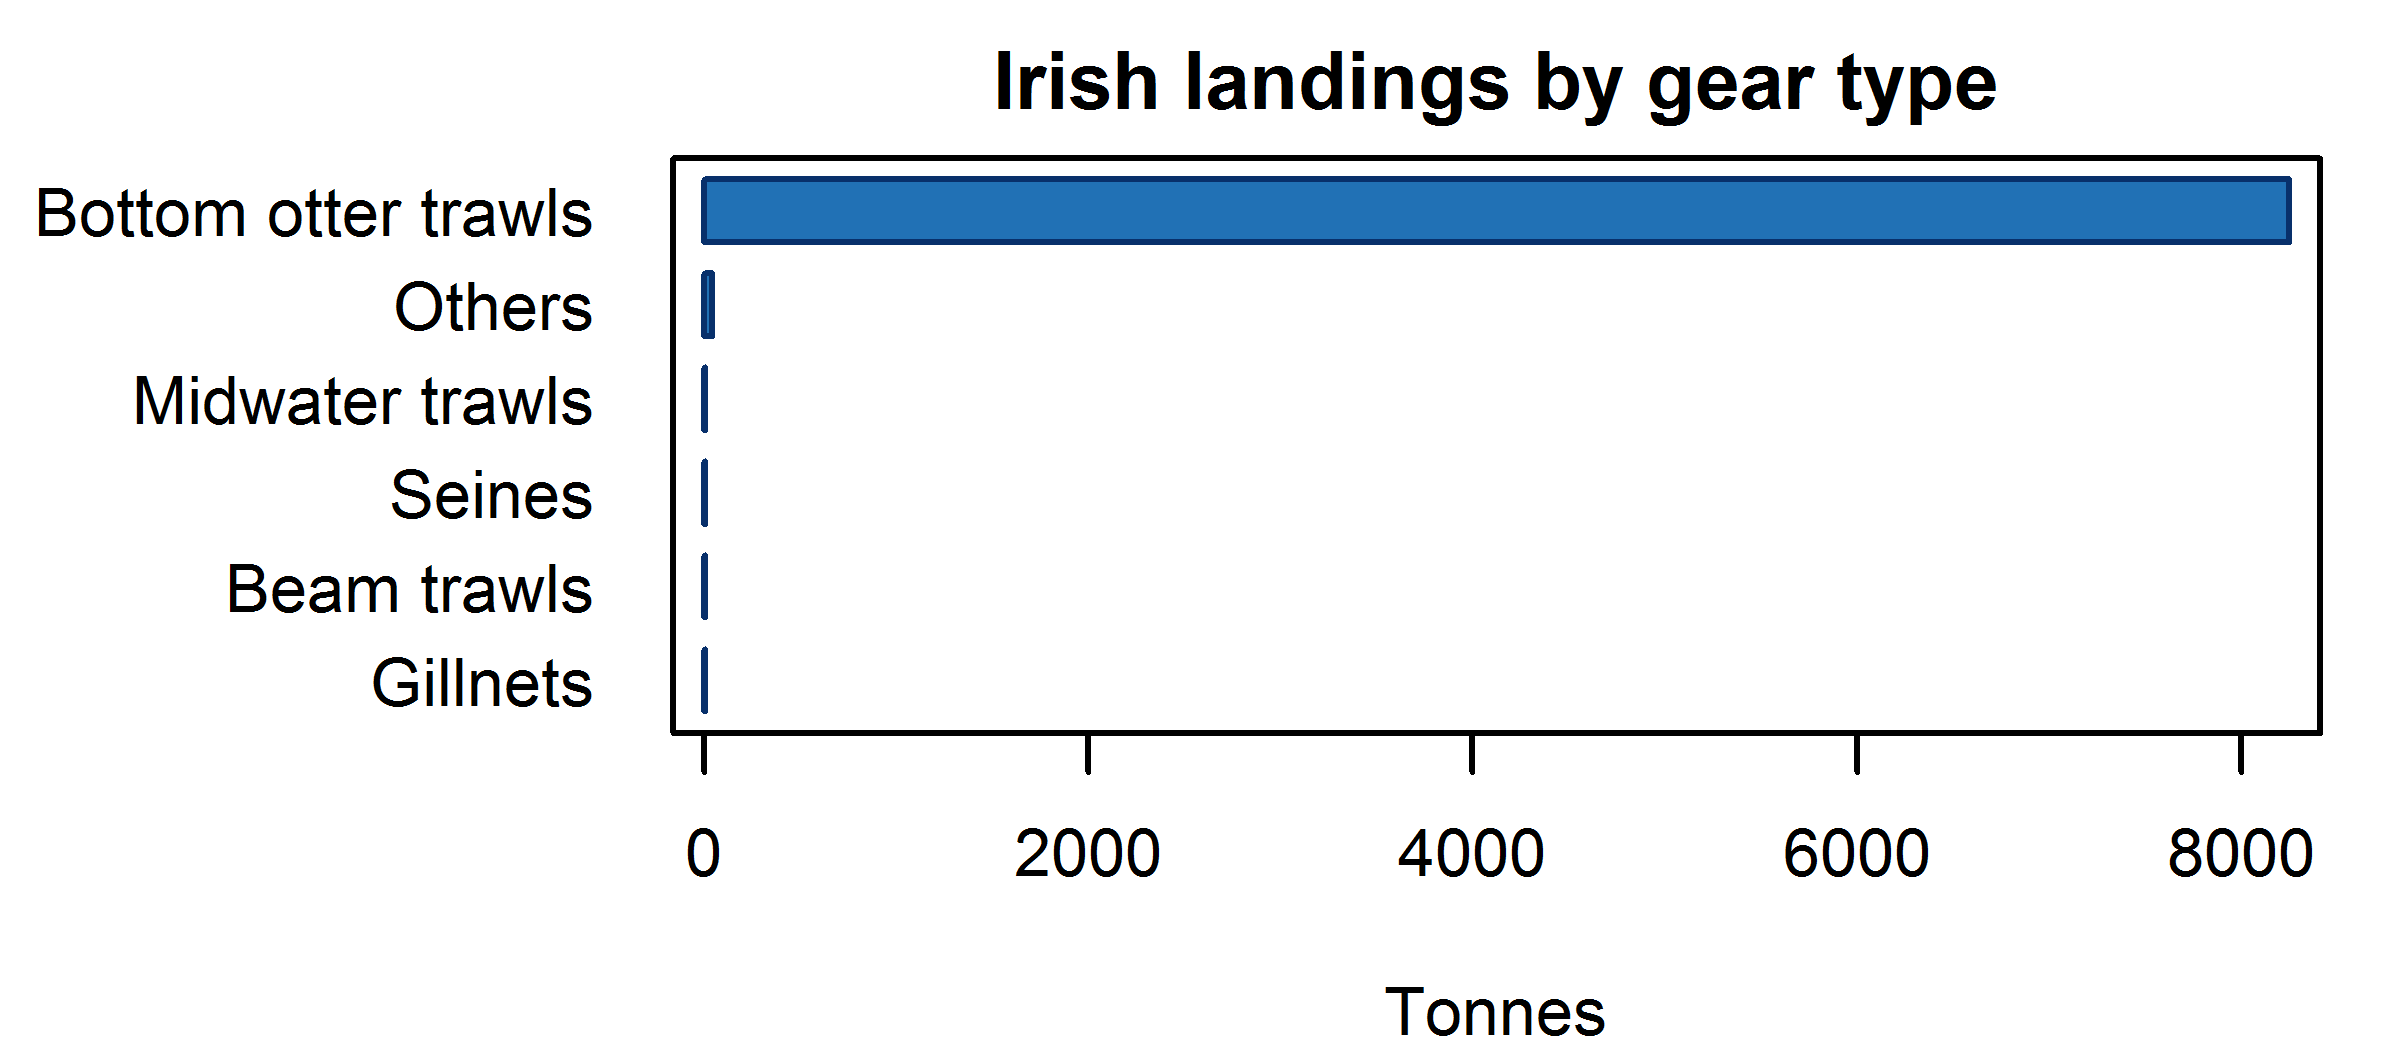 Irish landings by gear type
Bottom otter trawls
Others
Midwater trawls
Seines
Beam trawls
Gillnets
0 2000 4000 6000 8000
Tonnes